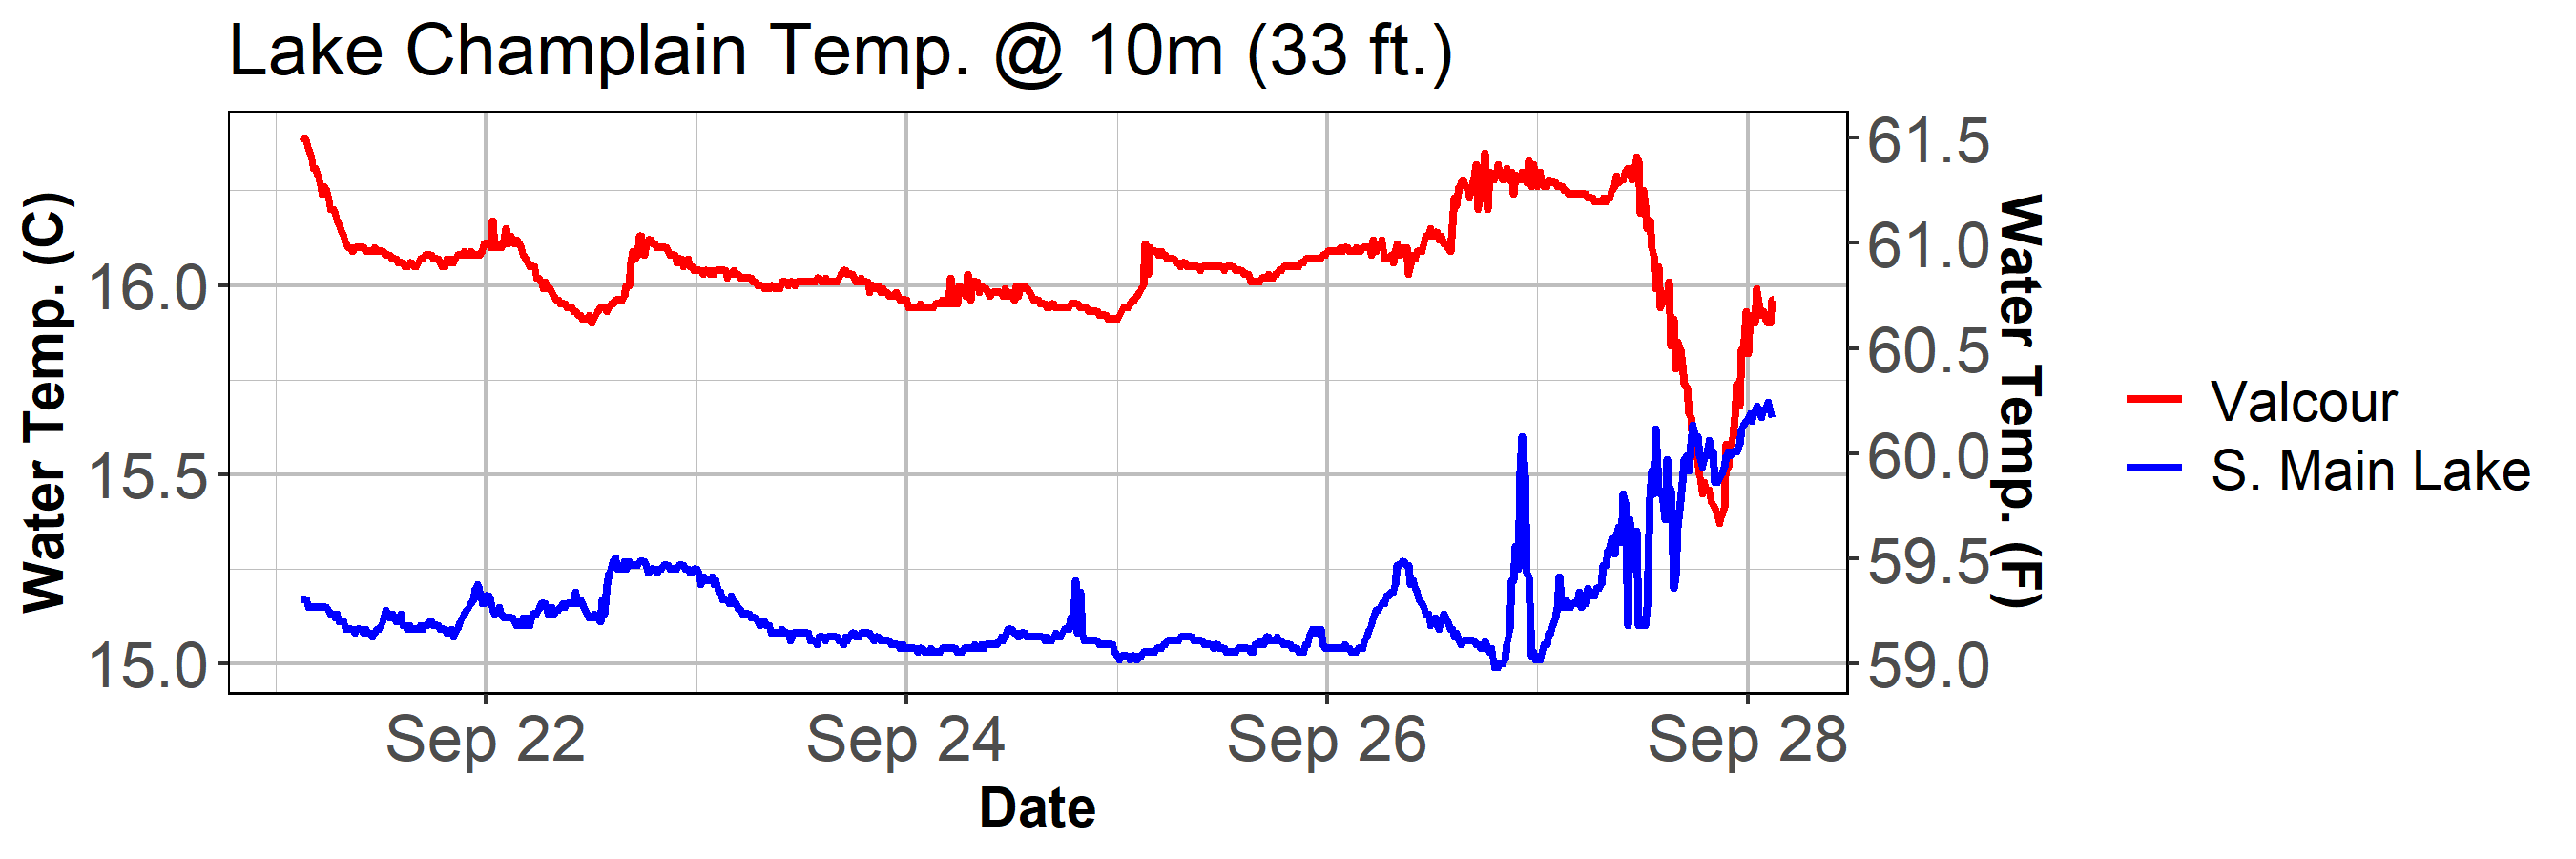 Lake Champlain Temp. @ 10m (33 ft.)
Water Temp. (C)
16.0
15.5
15.0
61.5
61.0
60.5
60.0
59.5
59.0
Water Temp. (F)
Sep 22
Sep 24
Sep 26
Sep 28
Date
Valcour
S. Main Lake